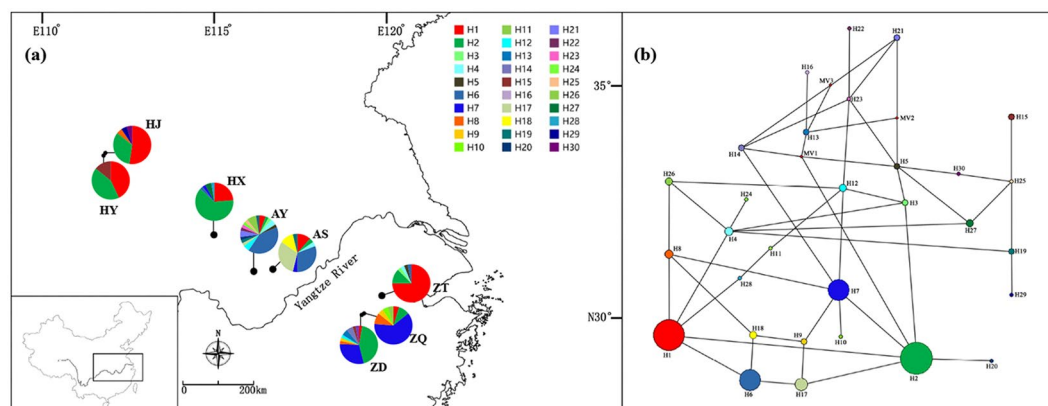 E110° E115° E120°
(a)
H1 H11 H21
H2 H12 H22
H3 H13 H23
H4 H14 H24
H5 H15 H25
H6 H16 H26
H7 H17 H27
H8 H18 H28
H9 H19 H29
H10 H20 H30
35°
N30°
HJ
HY
HX
AY
AS
ZT
ZQ
ZD
Yangtze River
N
0 200km
(b)
H22
H21
H16
MV3
H23
MV2
H15
H13
H14
MV1
H5
H30
H25
H26
H12
H24
H3
H27
H4
H11
H19
H8
H28
H7
H29
H18
H9
H10
H1
H2
H20
H6
H17